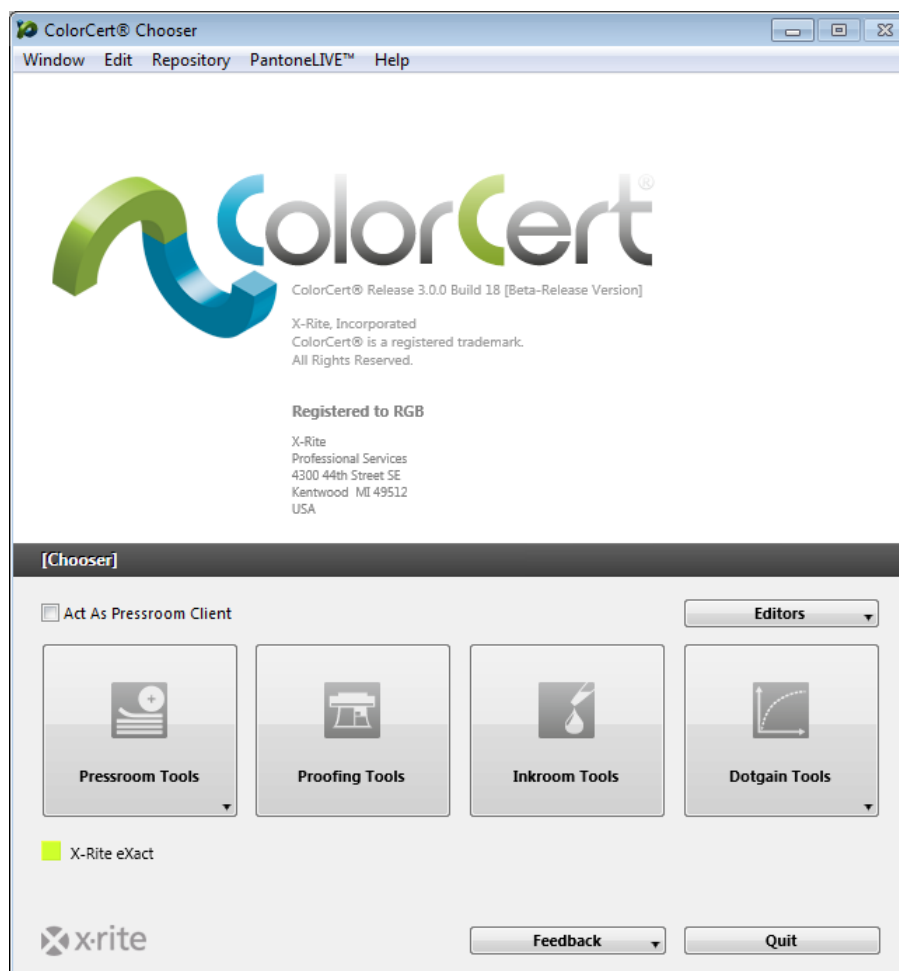 ColorCert® Chooser
Window Edit Repository PantoneLIVE™ Help
ColorCert®
ColorCert® Release 3.0.0 Build 18 [Beta-Release Version]
X-Rite, Incorporated
ColorCert® is a registered trademark.
All Rights Reserved.
Registered to RGB
X-Rite
Professional Services
4300 44th Street SE
Kentwood MI 49512
USA
[Chooser]
Act As Pressroom Client
Editors
Pressroom Tools
Proofing Tools
Inkroom Tools
Dotgain Tools
X-Rite eXact
x·rite
Feedback
Quit